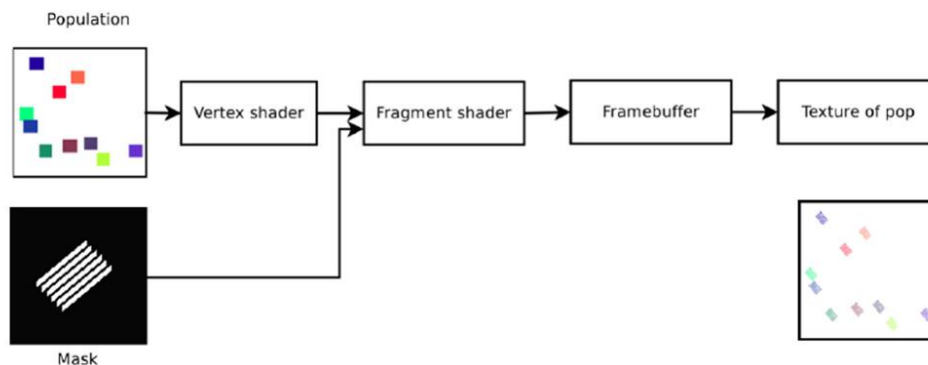 Population
Vertex shader
Fragment shader
Framebuffer
Texture of pop
Mask